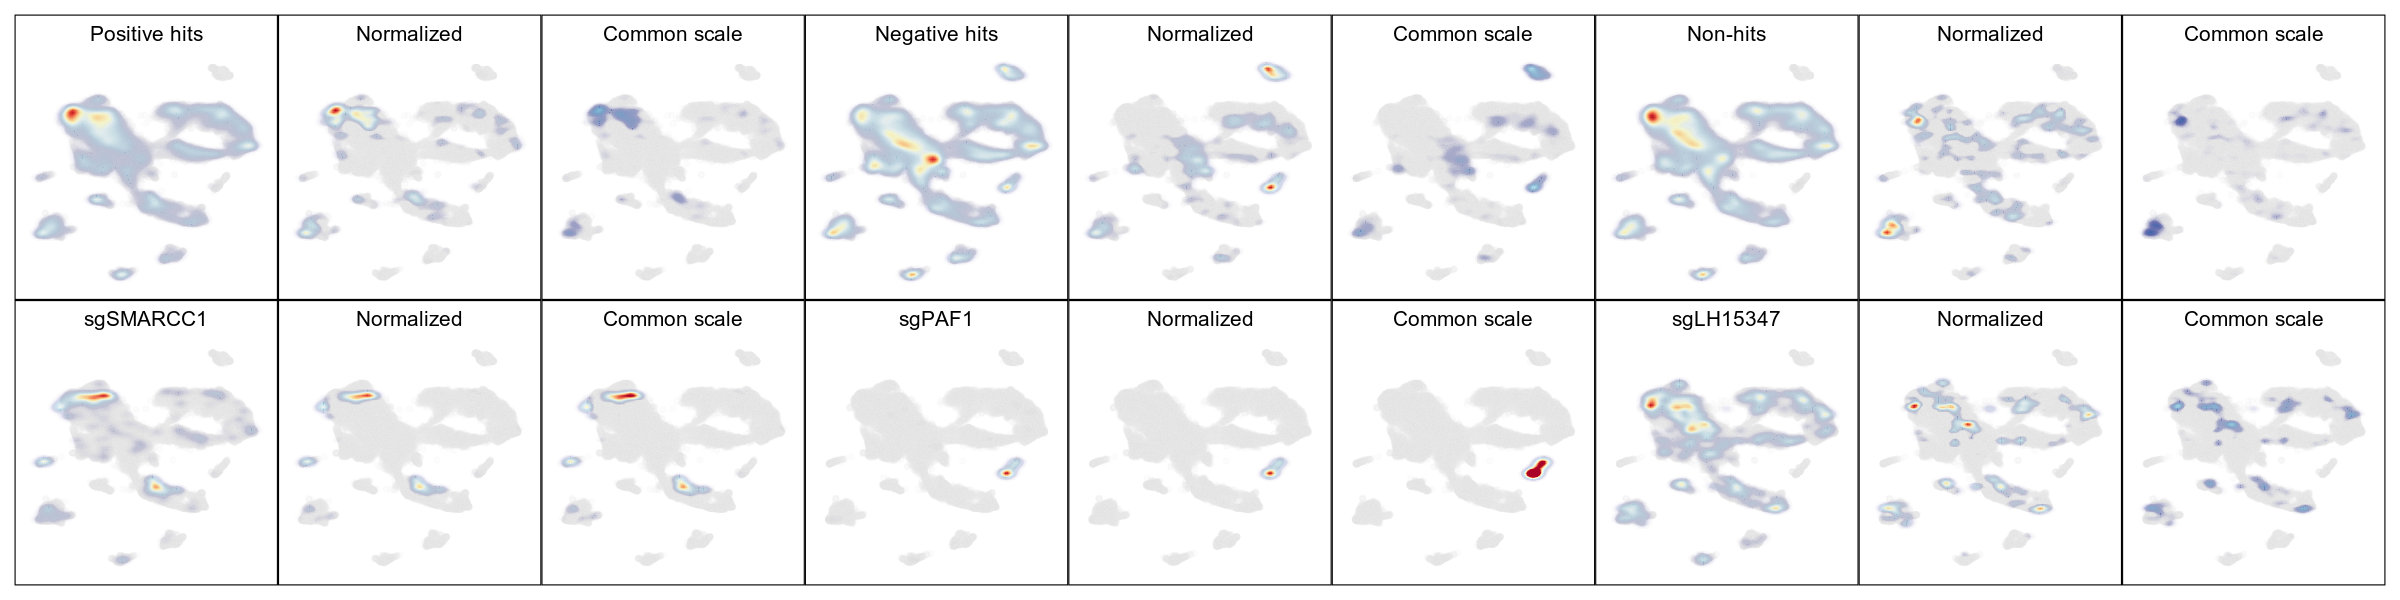 Positive hits
Normalized
Common scale
Negative hits
Normalized
Common scale
Non-hits
Normalized
Common scale
sgSMARCC1
Normalized
Common scale
sgPAF1
Normalized
Common scale
sgLH15347
Normalized
Common scale